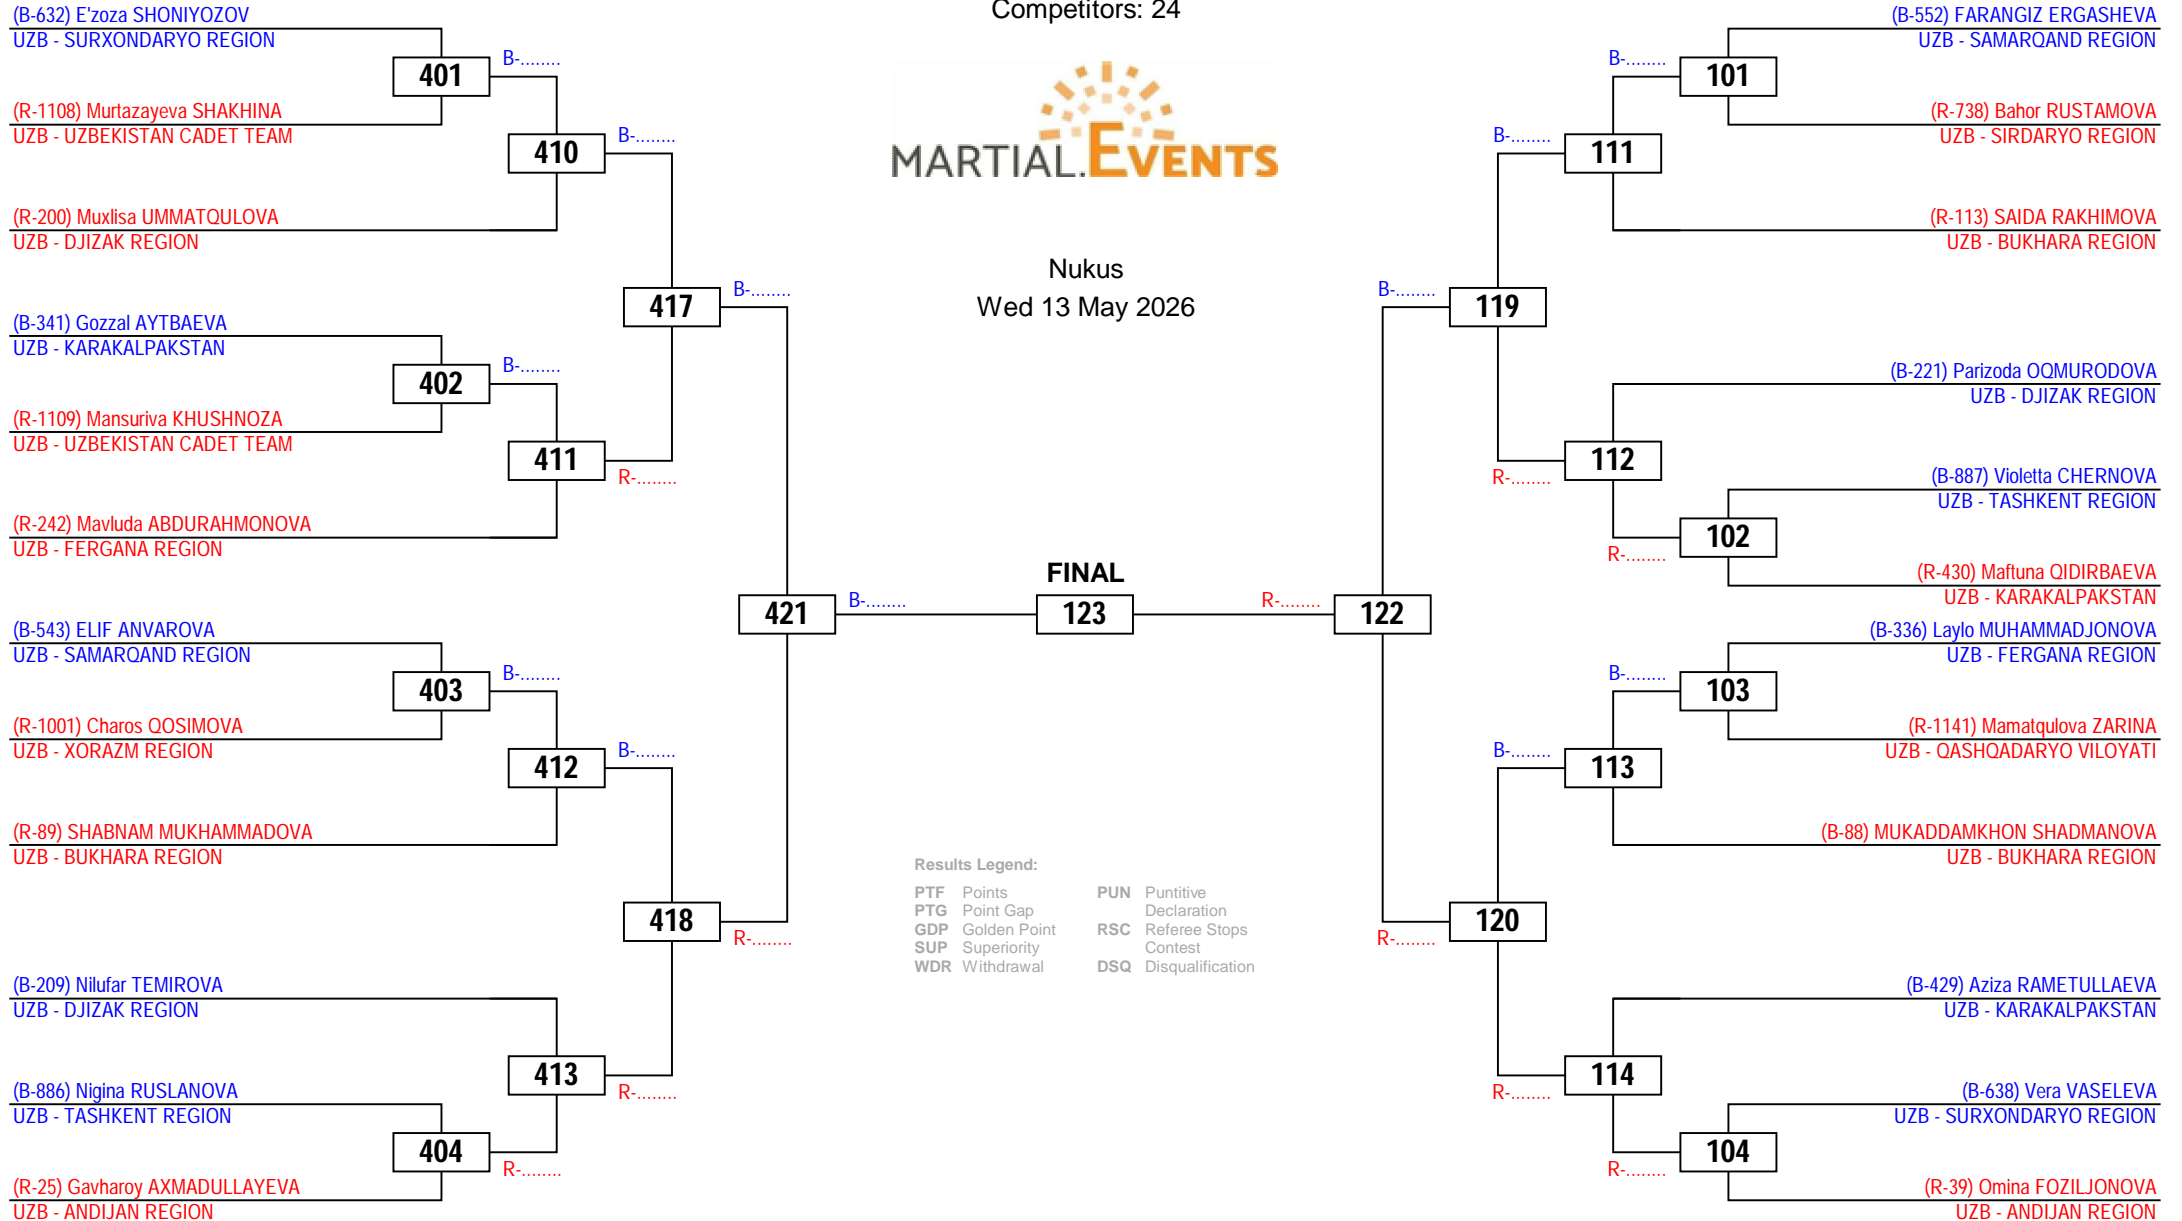 Competitors: 24
MARTIAL.EVENTS
Nukus
Wed 13 May 2026
(B-632) E'zoza SHONIYOZOV
UZB - SURXONDARYO REGION
401
B-........
(R-1108) Murtazayeva SHAKHINA
UZB - UZBEKISTAN CADET TEAM
410
B-........
(R-200) Muxlisa UMMATQULOVA
UZB - DJIZAK REGION
417
B-........
(B-341) Gozzal AYTBAEVA
UZB - KARAKALPAKSTAN
402
B-........
(R-1109) Mansuriva KHUSHNOZA
UZB - UZBEKISTAN CADET TEAM
411
R-........
(R-242) Mavluda ABDURAHMONOVA
UZB - FERGANA REGION
421
B-........
(B-543) ELIF ANVAROVA
UZB - SAMARQAND REGION
403
B-........
(R-1001) Charos QOSIMOVA
UZB - XORAZM REGION
412
B-........
(R-89) SHABNAM MUKHAMMADOVA
UZB - BUKHARA REGION
418
R-........
(B-209) Nilufar TEMIROVA
UZB - DJIZAK REGION
413
R-........
(B-886) Nigina RUSLANOVA
UZB - TASHKENT REGION
404
R-........
(R-25) Gavharoy AXMADULLAYEVA
UZB - ANDIJAN REGION
FINAL
123
Results Legend:
PTF Points
PTG Point Gap
GDP Golden Point
SUP Superiority
WDR Withdrawal
PUN Puntitive
Declaration
RSC Referee Stops
Contest
DSQ Disqualification
(B-552) FARANGIZ ERGASHEVA
UZB - SAMARQAND REGION
B-........
101
(R-738) Bahor RUSTAMOVA
UZB - SIRDARYO REGION
B-........
111
(R-113) SAIDA RAKHIMOVA
UZB - BUKHARA REGION
B-........
119
(B-221) Parizoda OQMURODOVA
UZB - DJIZAK REGION
R-........
112
(B-887) Violetta CHERNOVA
UZB - TASHKENT REGION
R-........
102
(R-430) Maftuna QIDIRBAEVA
UZB - KARAKALPAKSTAN
R-........
122
(B-336) Laylo MUHAMMADJONOVA
UZB - FERGANA REGION
B-........
103
(R-1141) Mamatqulova ZARINA
UZB - QASHQADARYO VILOYATI
B-........
113
(B-88) MUKADDAMKHON SHADMANOVA
UZB - BUKHARA REGION
R-........
120
(B-429) Aziza RAMETULLAEVA
UZB - KARAKALPAKSTAN
R-........
114
(B-638) Vera VASELEVA
UZB - SURXONDARYO REGION
R-........
104
(R-39) Omina FOZILJONOVA
UZB - ANDIJAN REGION